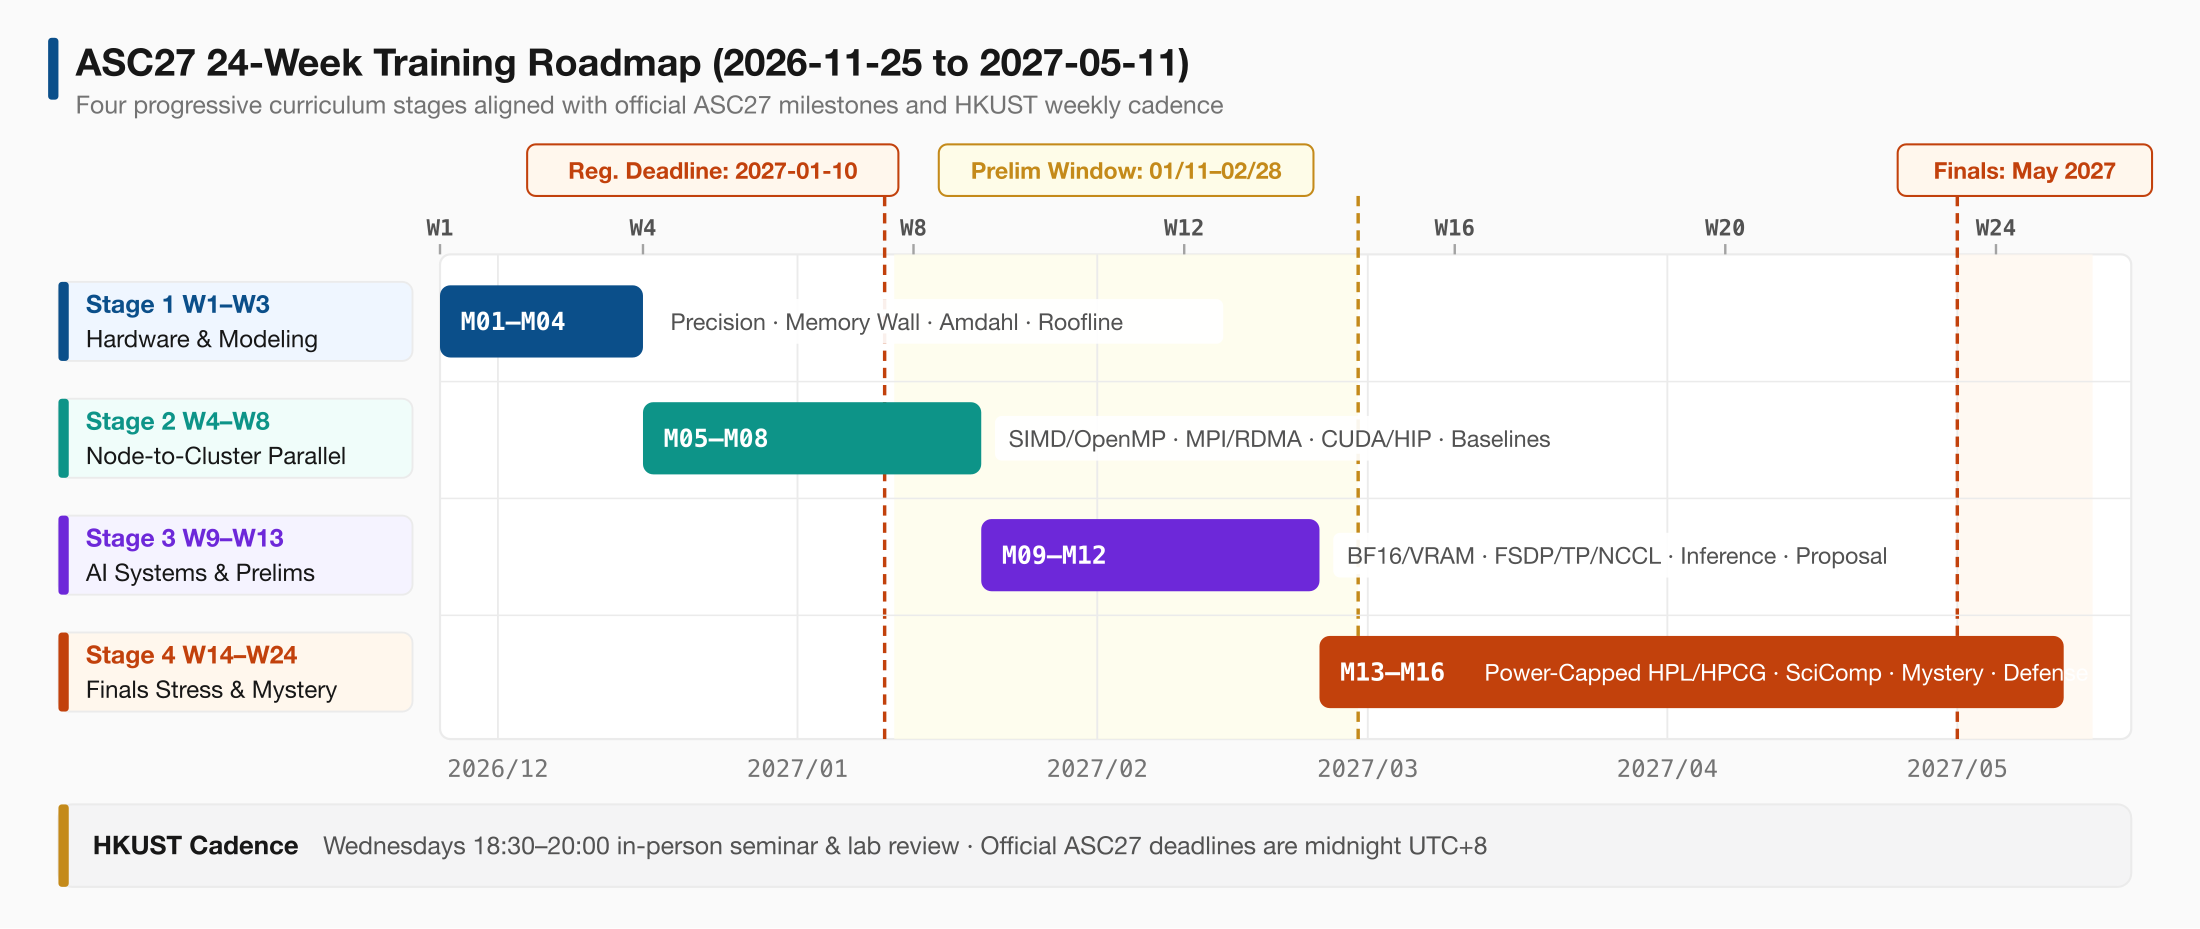 ASC27 24-Week Training Roadmap (2026-11-25 to 2027-05-11)
Four progressive curriculum stages aligned with official ASC27 milestones and HKUST weekly cadence
Reg. Deadline: 2027-01-10
Prelim Window: 01/11–02/28
Finals: May 2027
W1 W4 W8 W12 W16 W20 W24
Stage 1 W1–W3
Hardware & Modeling
M01–M04 Precision · Memory Wall · Amdahl · Roofline
Stage 2 W4–W8
Node-to-Cluster Parallel
M05–M08 SIMD/OpenMP · MPI/RDMA · CUDA/HIP · Baselines
Stage 3 W9–W13
AI Systems & Prelims
M09–M12 BF16/VRAM · FSDP/TP/NCCL · Inference · Proposal
Stage 4 W14–W24
Finals Stress & Mystery
M13–M16 Power-Capped HPL/HPCG · SciComp · Mystery · Defense
2026/12 2027/01 2027/02 2027/03 2027/04 2027/05
HKUST Cadence Wednesdays 18:30–20:00 in-person seminar & lab review · Official ASC27 deadlines are midnight UTC+8